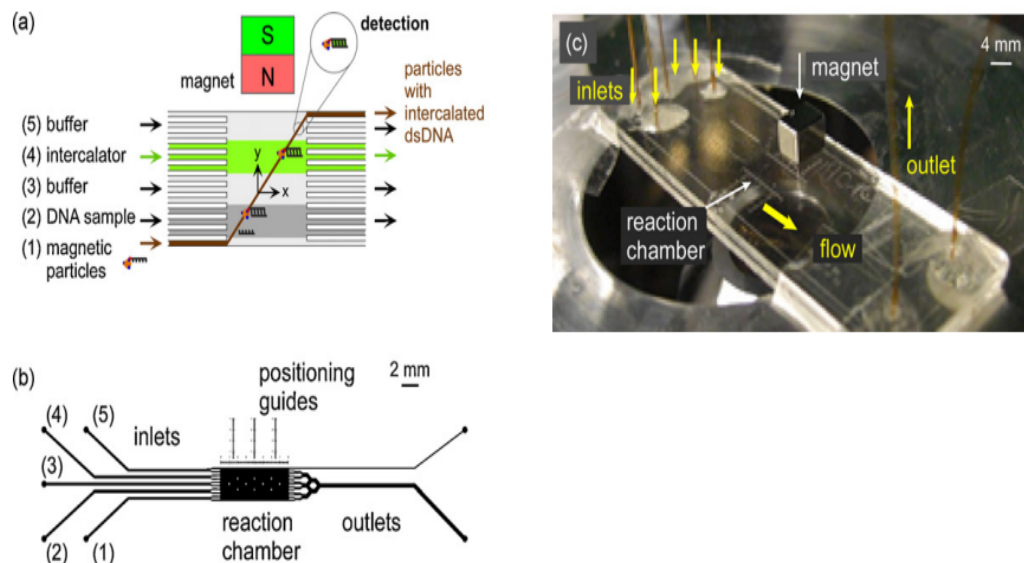 (a)
S
N
magnet
detection
particles
with
intercalated
dsDNA
(5) buffer
(4) intercalator
(3) buffer
(2) DNA sample
(1) magnetic
particles
y
x
(b)
2 mm
positioning
guides
(4)
(5)
inlets
(3)
(2)
(1)
reaction
chamber
outlets
(c)
4 mm
magnet
inlets
outlet
reaction
chamber
flow